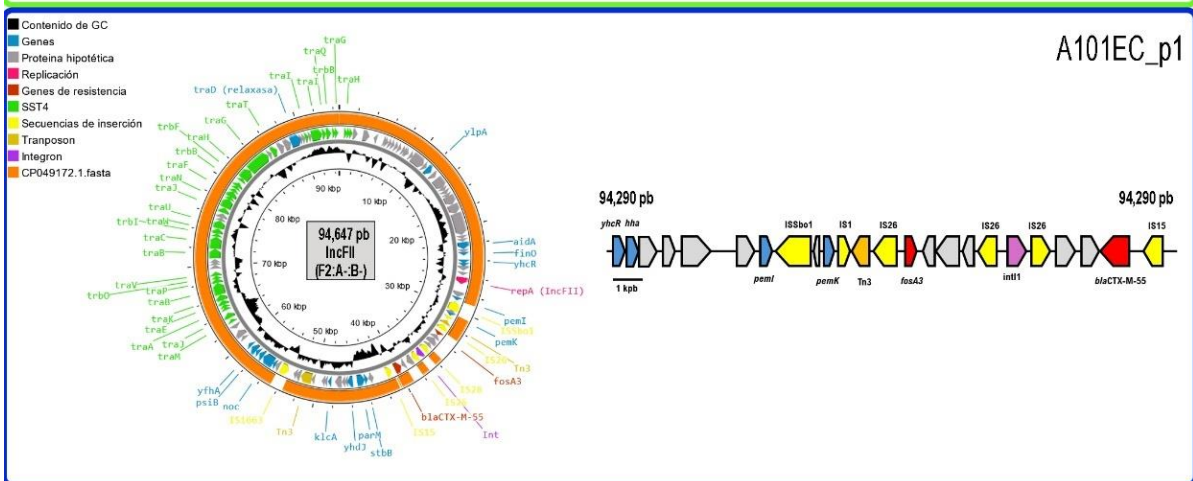 Contenido de GC
Genes
Proteina hipotética
Replicación
Genes de resistencia
SST4
Secuencias de inserción
Tranposon
Integron
CP049172.1.fasta
A101EC_p1
traG
traQ
trbB
traI
traI
traH
traD (relaxasa)
traT
traG
trbF
traH
trbB
traF
traN
traJ
traU
trbI
traW
traC
traB
traV
traP
trbO
traB
traK
traE
traJ
traA
traM
ylpA
aidA
finO
yhcR
repA (IncFII)
pemI
ISSbo1
pemK
IS26
Tn3
fosA3
IS26
IS26
Int
blaCTX-M-55
IS15
stbB
parM
yhdJ
klcA
Tn3
noc
psiB
yfhA
90 kbp
10 kbp
20 kbp
30 kbp
40 kbp
50 kbp
60 kbp
70 kbp
80 kbp
94,647 pb
IncFII
(F2:A-:B-)
94,290 pb
94,290 pb
yhcR hha
ISSbo1
IS1
IS26
IS26
IS26
IS15
1 kpb
pemI
pemK
Tn3
fosA3
intI1
blaCTX-M-55